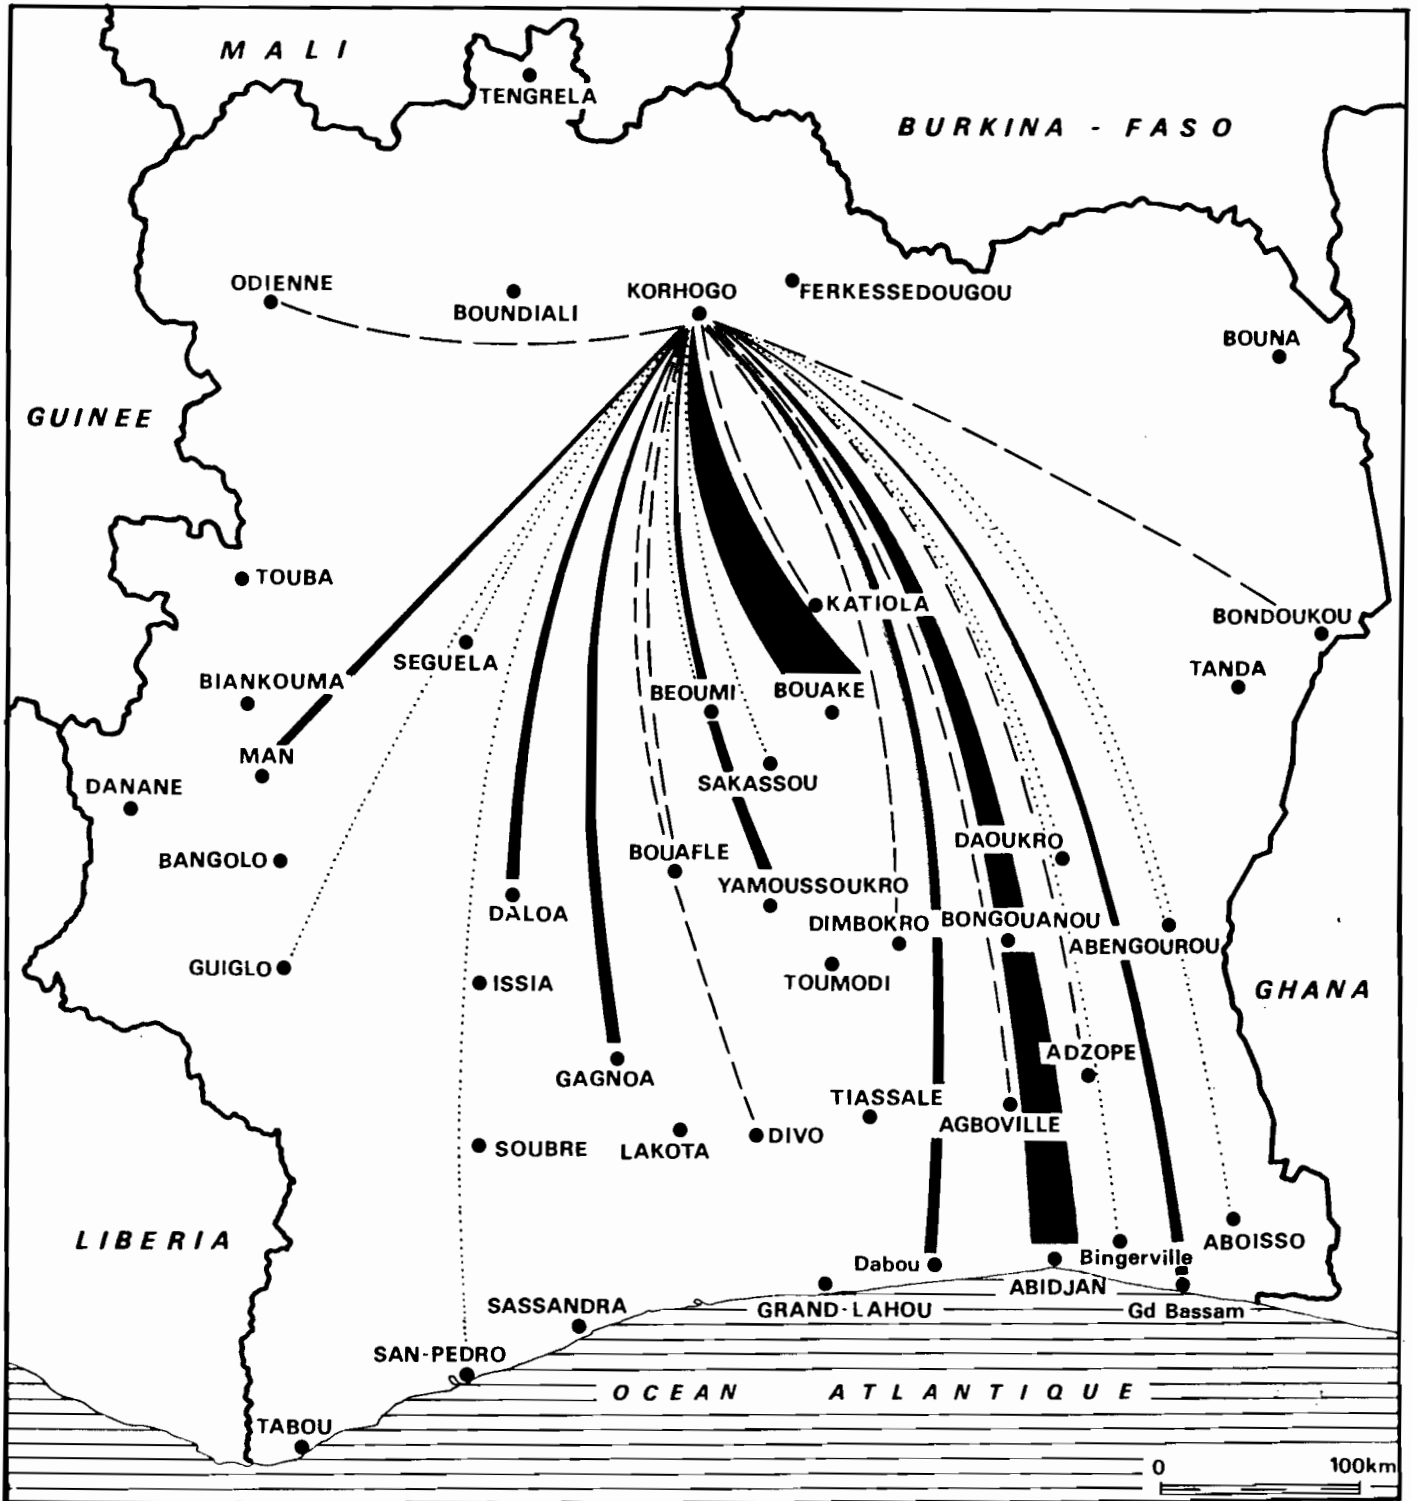 MALI
TENGRELA
BURKINA - FASO
ODIENNE
BOUNDIALI
KORHOGO
FERKESSEDOUGOU
BOUNA
GUINEE
TOUBA
KATIOLA
BONDOUKOU
SEGUELA
TANDA
BIANKOUMA
BEOUMI
BOUAKE
MAN
DANANE
SAKASSOU
BANGOLO
BOUAFLE
DAOUKRO
YAMOUSSOUKRO
DALOA
DIMBOKRO
BONGOUANOU
ABENGOUROU
GUIGLO
ISSIA
TOUMODI
GHANA
ADZOPE
GAGNOA
TIASSALE
AGBOVILLE
SOUBRE
LAKOTA
DIVO
LIBERIA
ABOISSO
Dabou
Bingerville
ABIDJAN
SASSANDRA
GRAND-LAHOU
Gd Bassam
SAN-PEDRO
OCEAN ATLANTIQUE
TABOU
0 100km